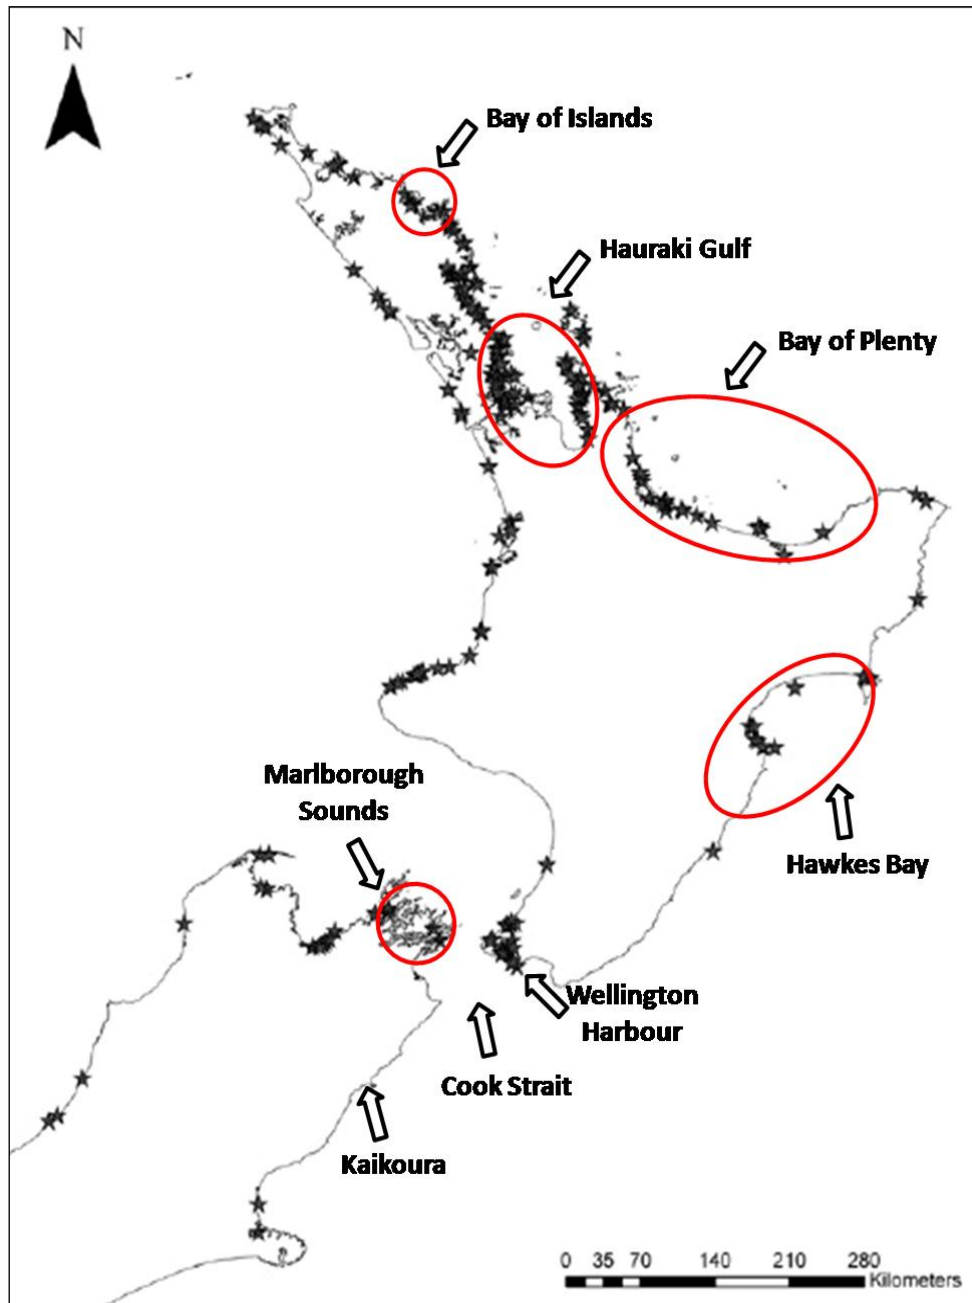 N
Bay of Islands
Hauraki Gulf
Bay of Plenty
Marlborough
Sounds
Hawkes Bay
Wellington
Harbour
Cook Strait
Kaikoura
0 35 70 140 210 280
Kilometers